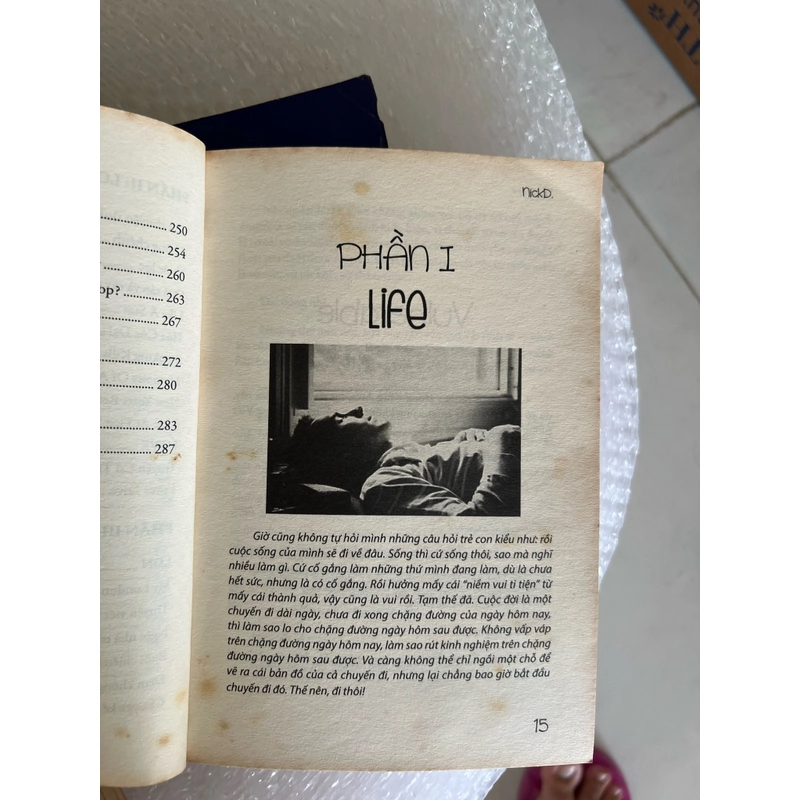 250
254
260
op? 263
267
272
280
283
287
NickD.
PHẦN I
Life
Giờ cũng không tự hỏi mình những câu hỏi trẻ con kiểu như: rồi
cuộc sống của mình sẽ đi về đâu. Sống thì cứ sống thôi, sao mà nghĩ
nhiều làm gì. Cứ cố gắng làm những thứ mình đang làm, dù là chưa
hết sức, nhưng là có cố gắng. Rồi hưởng mấy cái "niềm vui ti tiện" từ
mấy cái thành quả, vậy cũng là vui rồi. Tạm thế đã. Cuộc đời là một
chuyến đi dài ngày, chưa đi xong chặng đường của ngày hôm nay,
thì làm sao lo cho chặng đường ngày hôm sau được. Không vấp váp
trên chặng đường ngày hôm nay, làm sao rút kinh nghiệm trên chặng
đường ngày hôm sau được. Và càng không thể chỉ ngồi một chỗ để
vẽ ra cái bản đồ của cả chuyến đi, nhưng lại chẳng bao giờ bắt đầu
chuyến đi đó. Thế nên, đi thôi!
15